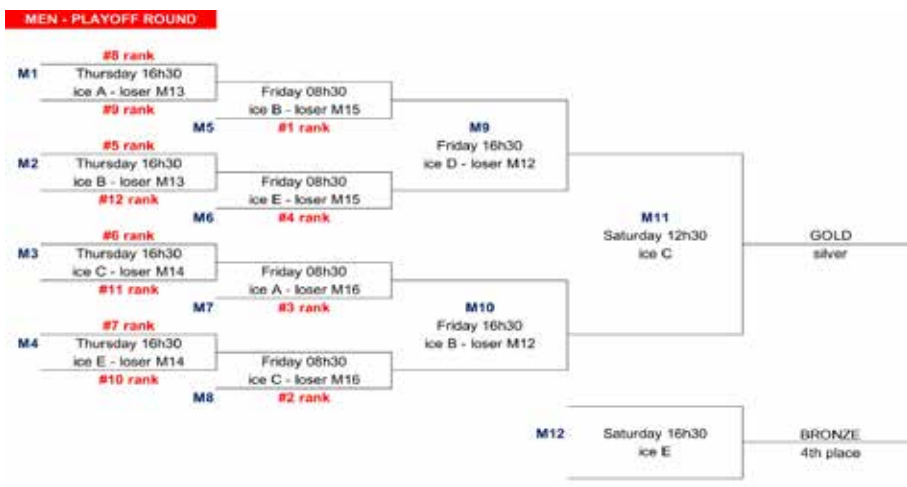 MEN - PLAYOFF ROUND
#8 rank
M1
Thursday 16h30
ice A - loser M13
#9 rank
Friday 08h30
ice B - loser M15
M5
#1 rank
M9
Friday 16h30
ice D - loser M12
#5 rank
M2
Thursday 16h30
ice B - loser M13
#12 rank
Friday 08h30
ice E - loser M15
M6
#4 rank
M11
Saturday 12h30
ice C
GOLD
silver
#6 rank
M3
Thursday 16h30
ice C - loser M14
#11 rank
Friday 08h30
ice A - loser M16
M7
#3 rank
M10
Friday 16h30
ice B - loser M12
#7 rank
M4
Thursday 16h30
ice E - loser M14
#10 rank
Friday 08h30
ice C - loser M16
M8
#2 rank
M12
Saturday 16h30
ice E
BRONZE
4th place